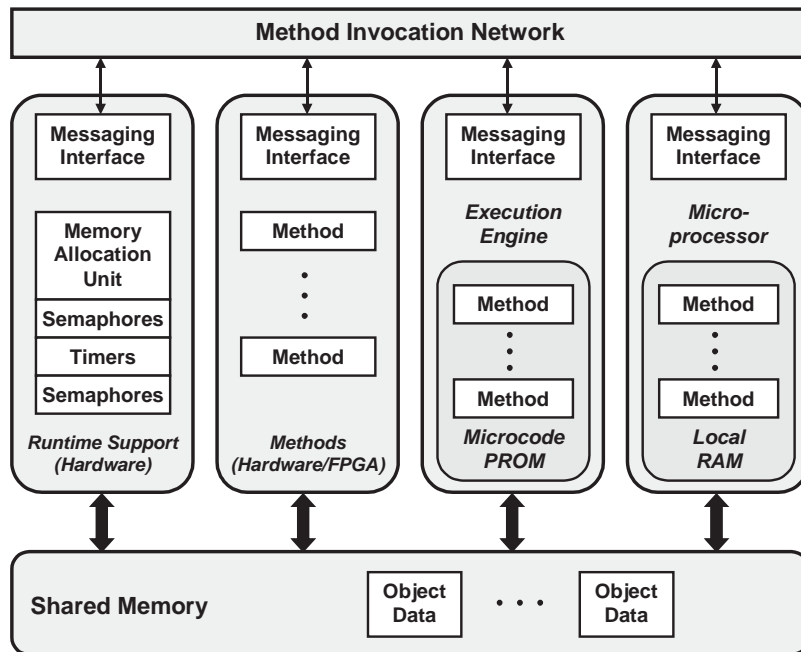 Method Invocation Network
Messaging
Interface
Memory
Allocation
Unit
Semaphores
Timers
Semaphores
Runtime Support
(Hardware)
Messaging
Interface
Method
Method
Methods
(Hardware/FPGA)
Messaging
Interface
Execution
Engine
Method
Method
Microcode
PROM
Messaging
Interface
Micro-
processor
Method
Method
Local
RAM
Shared Memory
Object
Data
Object
Data